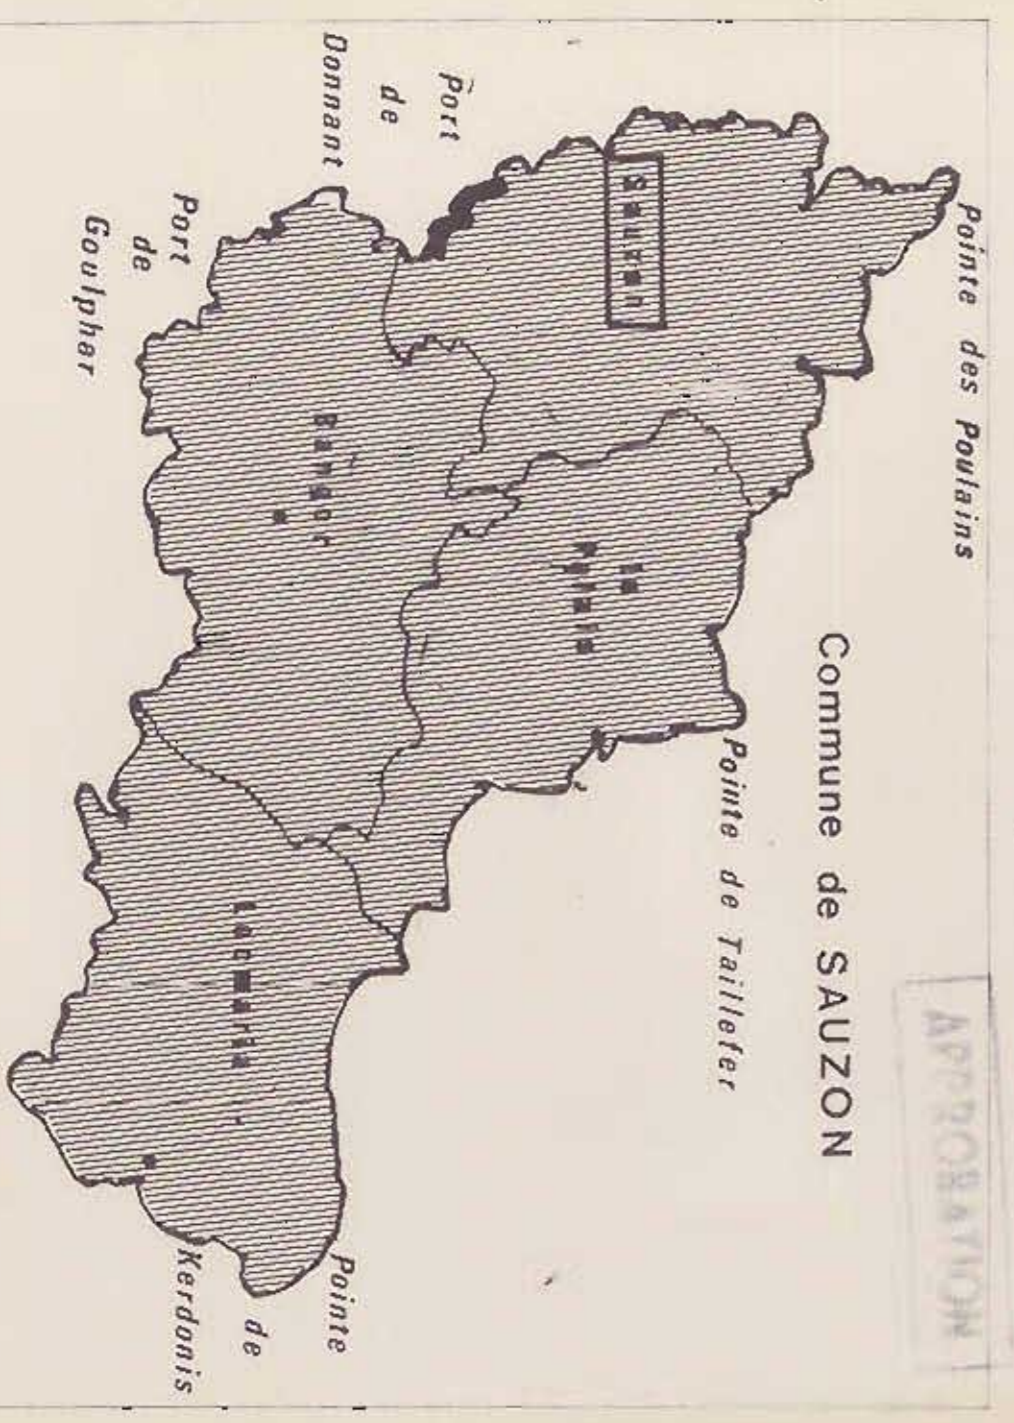 Pointe des Poulains
Commune de SAUZON
APPROBATION
Sauzon
Port
de
Donnant
Pointe de Taillefer
Le
Palais
Port
de
Goulphar
Bangor
Locmaria
Pointe
de
Kerdonis